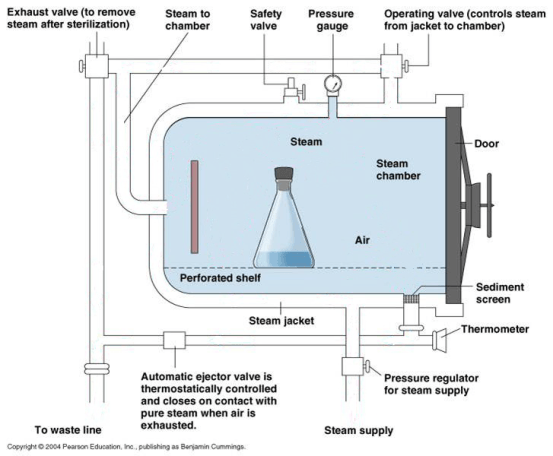 Exhaust valve (to remove
steam after sterilization)
Steam to
chamber
Safety
valve
Pressure
gauge
Operating valve (controls steam
from jacket to chamber)
Steam
Steam
chamber
Door
Air
Perforated shelf
Sediment
screen
Steam jacket
Thermometer
Automatic ejector valve is
thermostatically controlled
and closes on contact with
pure steam when air is
exhausted.
Pressure regulator
for steam supply
To waste line
Steam supply
Copyright © 2004 Pearson Education, Inc., publishing as Benjamin Cummings.